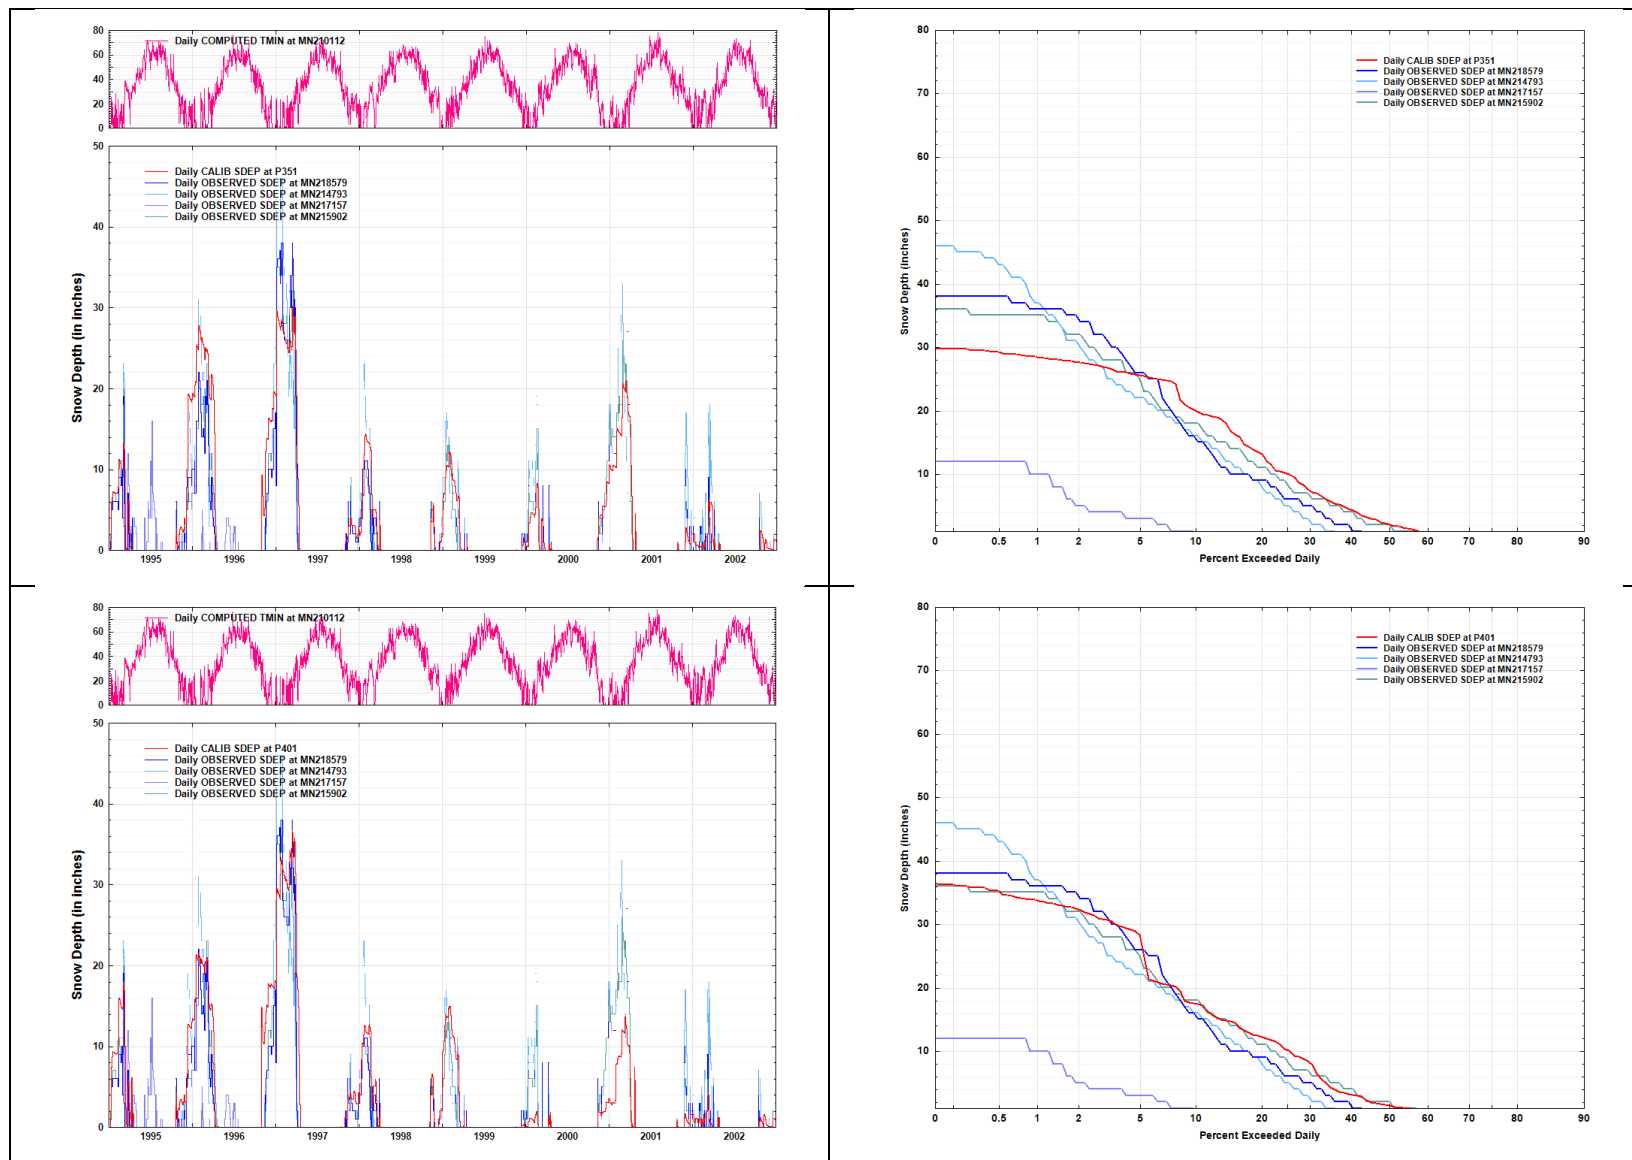 80
60
40
20
0
Daily COMPUTED TMIN at MN210112
50
40
30
20
10
0
Snow Depth (in inches)
Daily CALIB SDEP at P351
Daily OBSERVED SDEP at MN218579
Daily OBSERVED SDEP at MN214793
Daily OBSERVED SDEP at MN217157
Daily OBSERVED SDEP at MN215902
1995 1996 1997 1998 1999 2000 2001 2002
80
70
60
50
40
30
20
10
Snow Depth (Inches)
Daily CALIB SDEP at P351
Daily OBSERVED SDEP at MN218579
Daily OBSERVED SDEP at MN214793
Daily OBSERVED SDEP at MN217157
Daily OBSERVED SDEP at MN215902
0 0.5 1 2 5 10 20 30 40 50 60 70 80 90
Percent Exceeded Daily
80
60
40
20
0
Daily COMPUTED TMIN at MN210112
50
40
30
20
10
0
Snow Depth (in inches)
Daily CALIB SDEP at P401
Daily OBSERVED SDEP at MN218579
Daily OBSERVED SDEP at MN214793
Daily OBSERVED SDEP at MN217157
Daily OBSERVED SDEP at MN215902
1995 1996 1997 1998 1999 2000 2001 2002
80
70
60
50
40
30
20
10
Snow Depth (Inches)
Daily CALIB SDEP at P401
Daily OBSERVED SDEP at MN218579
Daily OBSERVED SDEP at MN214793
Daily OBSERVED SDEP at MN217157
Daily OBSERVED SDEP at MN215902
0 0.5 1 2 5 10 20 30 40 50 60 70 80 90
Percent Exceeded Daily